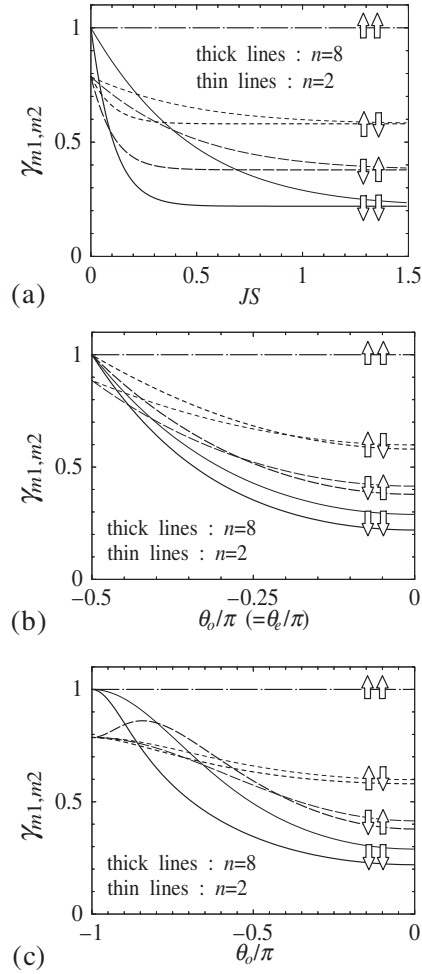 1
thick lines : n=8
thin lines : n=2
0.5
γm1,m2
0
0
0.5
1
1.5
(a)
JS
1
0.5
γm1,m2
thick lines : n=8
thin lines : n=2
0
−0.5
−0.25
0
(b)
θo/π (=θe/π)
1
0.5
γm1,m2
thick lines : n=8
thin lines : n=2
0
−1
−0.5
0
(c)
θo/π